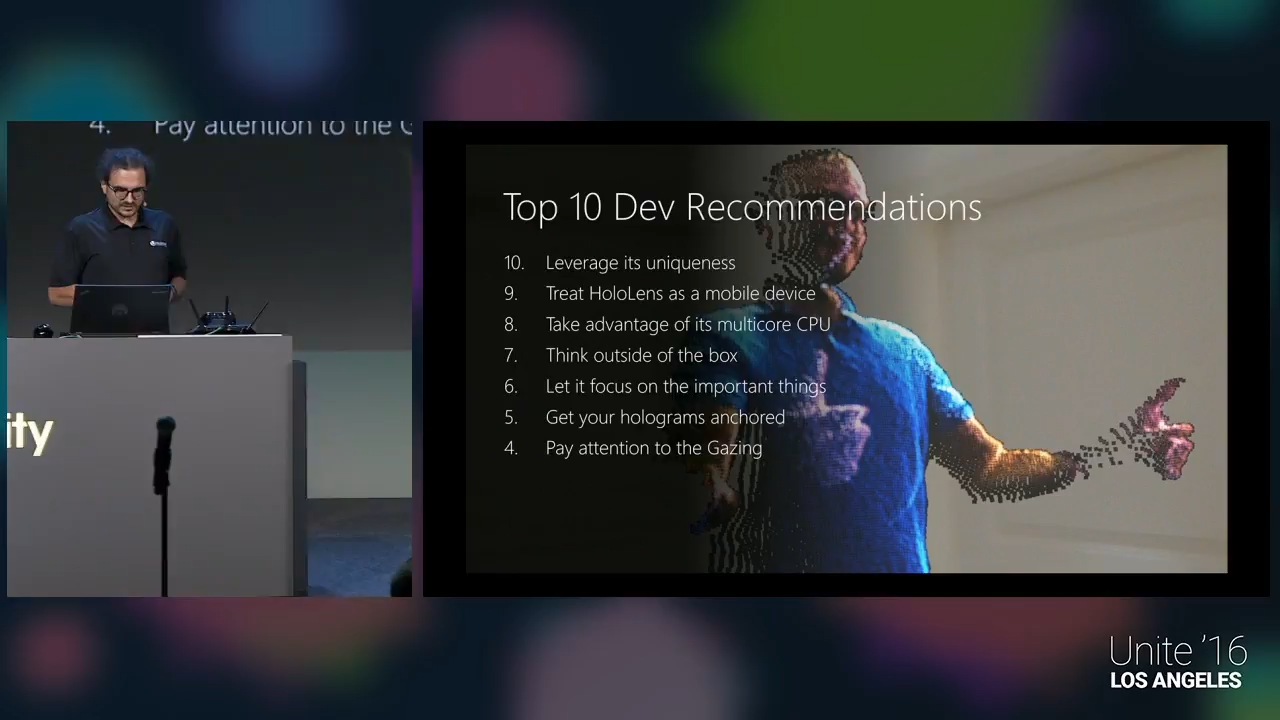 4. Pay attention to the G
ity
Top 10 Dev Recommendations
10. Leverage its uniqueness
9. Treat HoloLens as a mobile device
8. Take advantage of its multicore CPU
7. Think outside of the box
6. Let it focus on the important things
5. Get your holograms anchored
4. Pay attention to the Gazing
Unite '16
LOS ANGELES